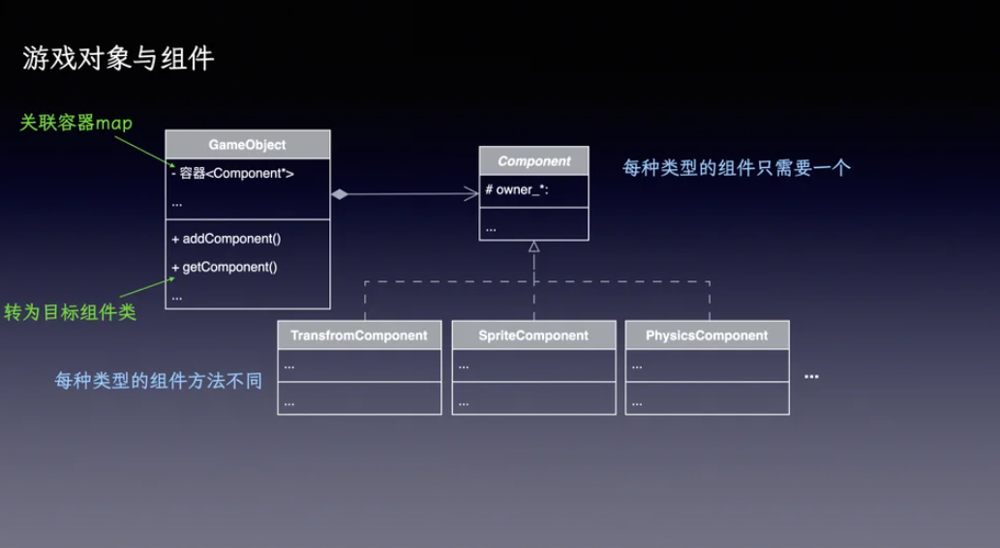 游戏对象与组件
关联容器map
GameObject
- 容器<Component*>
...
+ addComponent()
+ getComponent()
...
转为目标组件类
Component
# owner_*:
...
每种类型的组件只需要一个
TransfromComponent
...
...
SpriteComponent
...
...
PhysicsComponent
...
...
...
每种类型的组件方法不同